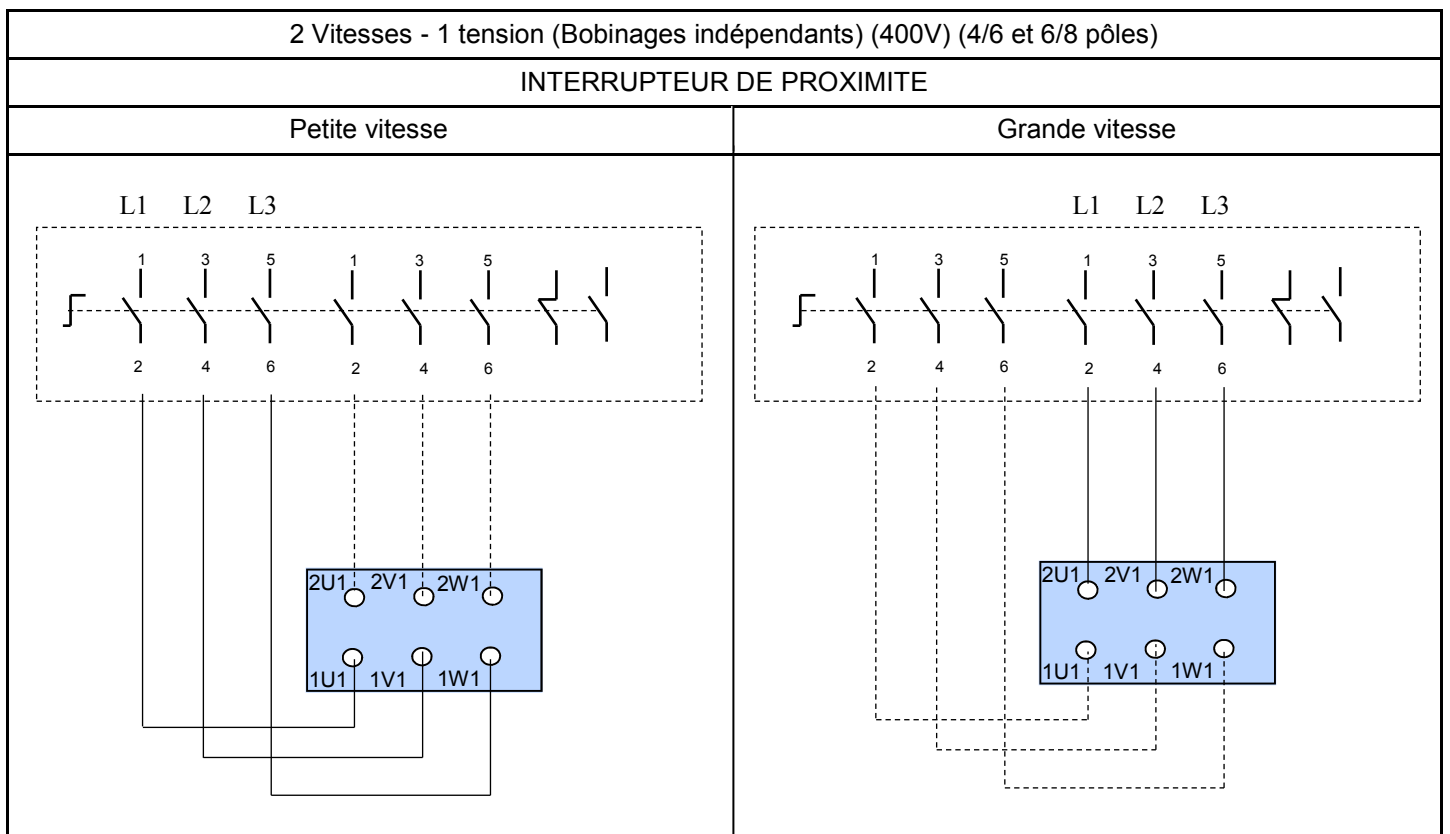 2 Vitesses - 1 tension (Bobinages indépendants) (400V) (4/6 et 6/8 pôles)
INTERRUPTEUR DE PROXIMITE
Petite vitesse
Grande vitesse
L1 L2 L3
1 3 5 1 3 5
2 4 6 2 4 6
2U1 2V1 2W1
1U1 1V1 1W1
L1 L2 L3
1 3 5 1 3 5
2 4 6 2 4 6
2U1 2V1 2W1
1U1 1V1 1W1